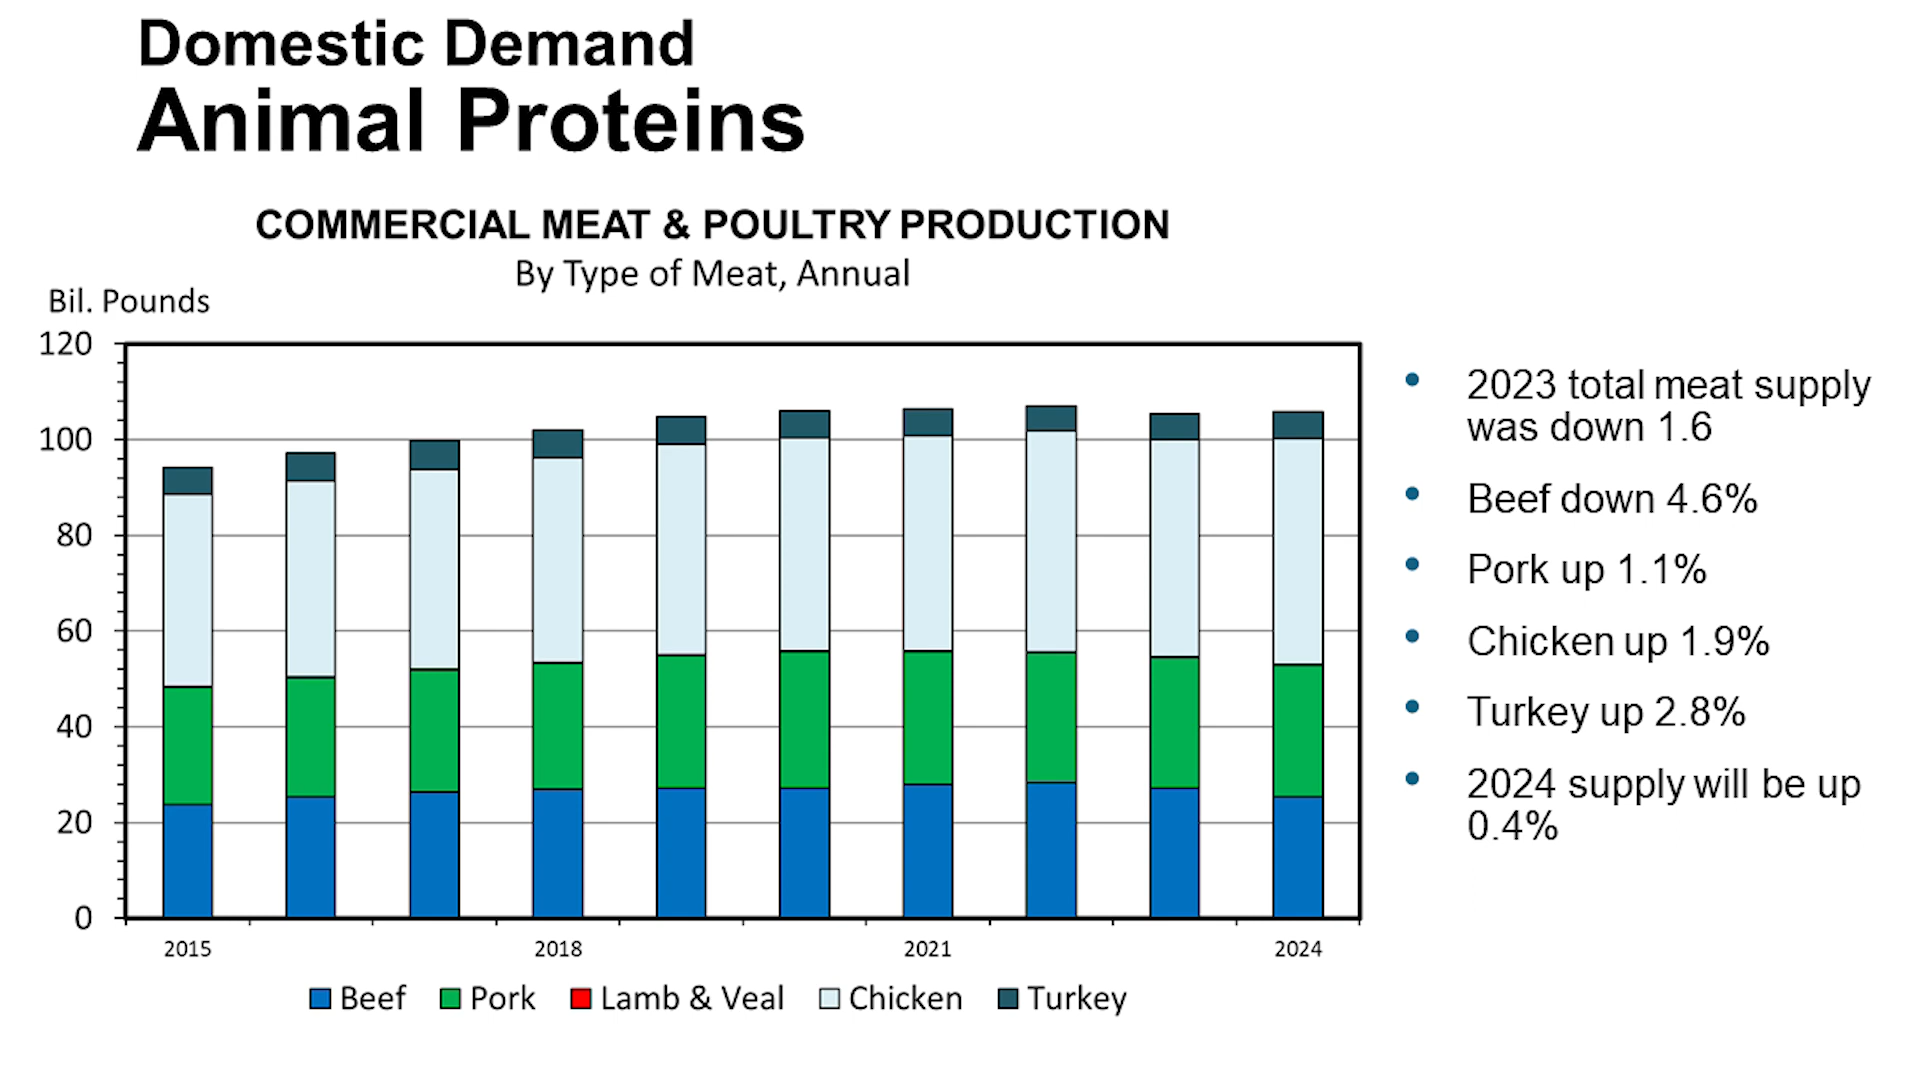 Domestic Demand
Animal Proteins
COMMERCIAL MEAT & POULTRY PRODUCTION
By Type of Meat, Annual
Bil. Pounds
120
100
80
60
40
20
0
2015 2018 2021 2024
Beef Pork Lamb & Veal Chicken Turkey
• 2023 total meat supply
was down 1.6
• Beef down 4.6%
• Pork up 1.1%
• Chicken up 1.9%
• Turkey up 2.8%
• 2024 supply will be up
0.4%